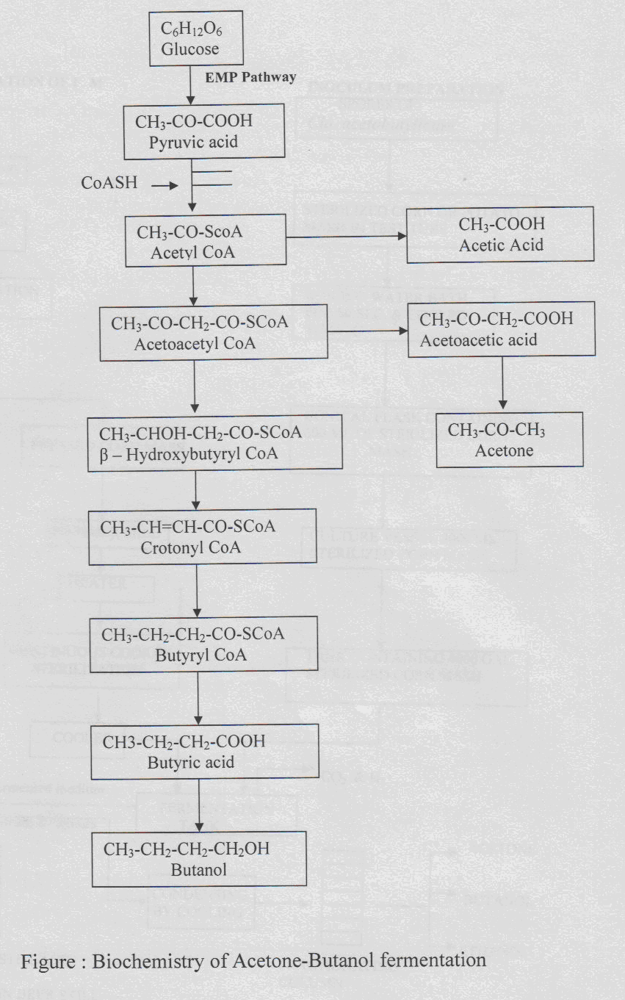 C₆H₁₂O₆
Glucose
EMP Pathway
CH₃-CO-COOH
Pyruvic acid
CoASH
CH₃-CO-ScoA
Acetyl CoA
CH₃-COOH
Acetic Acid
CH₃-CO-CH₂-CO-SCoA
Acetoacetyl CoA
CH₃-CO-CH₂-COOH
Acetoacetic acid
CH₃-CHOH-CH₂-CO-SCoA
β – Hydroxybutyryl CoA
CH₃-CO-CH₃
Acetone
CH₃-CH=CH-CO-SCoA
Crotonyl CoA
CH₃-CH₂-CH₂-CO-SCoA
Butyryl CoA
CH3-CH₂-CH₂-COOH
Butyric acid
CH₃-CH₂-CH₂-CH₂OH
Butanol
Figure : Biochemistry of Acetone-Butanol fermentation